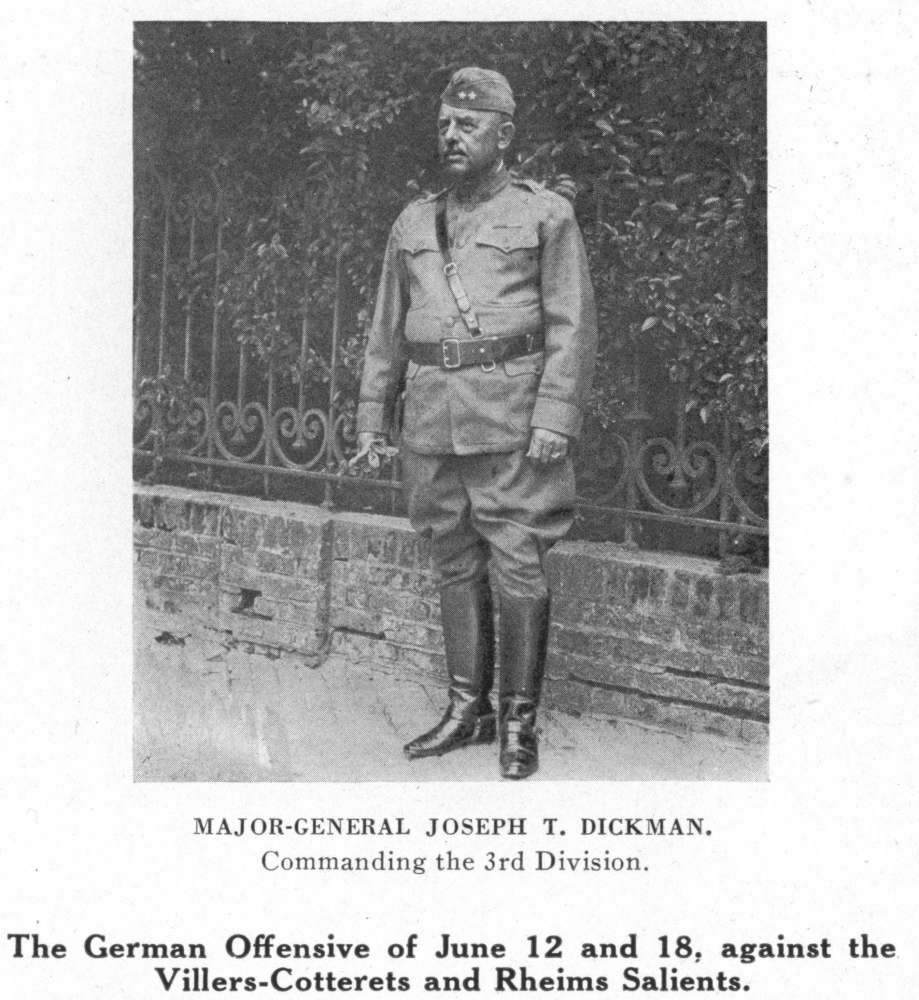 MAJOR-GENERAL JOSEPH T. DICKMAN.
Commanding the 3rd Division.
The German Offensive of June 12 and 18, against the
Villers-Cotterets and Rheims Salients.